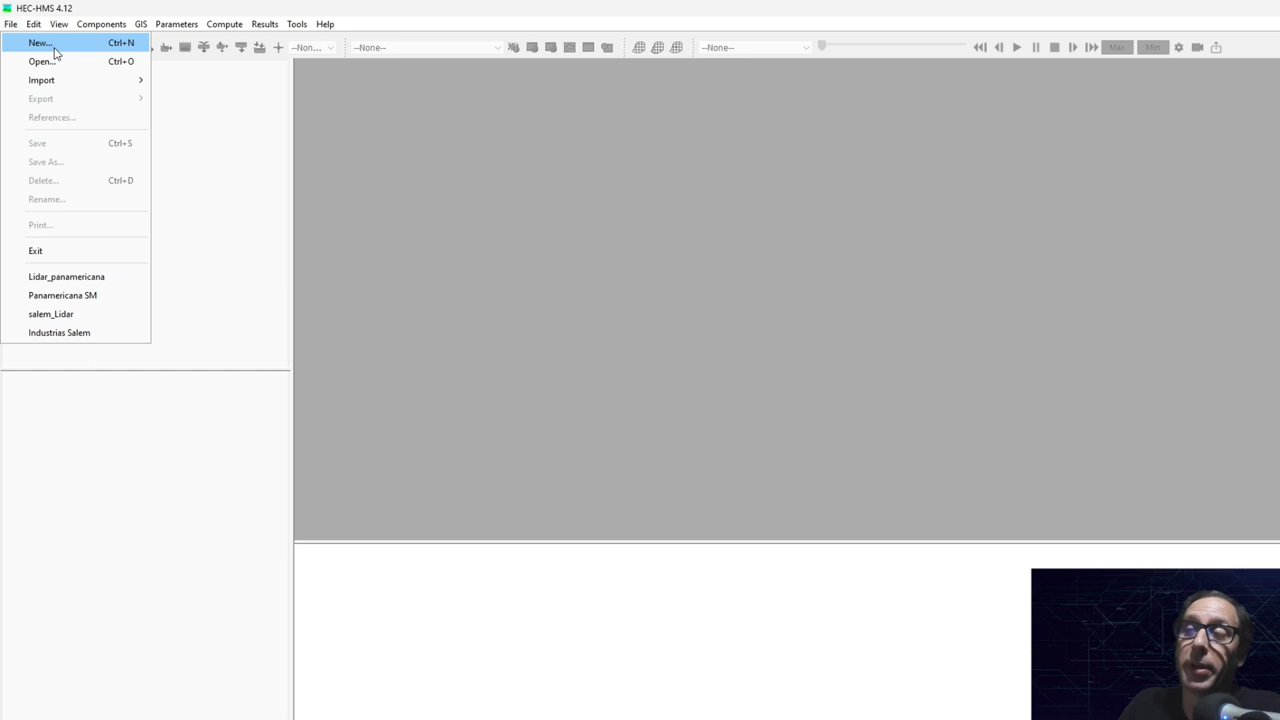 HEC-HMS 4.12
File Edit View Components GIS Parameters Compute Results Tools Help
New... Ctrl+N
--Non... --None-- --None-- Max Min
Open... Ctrl+O
Import
Export
References...
Save Ctrl+S
Save As...
Delete... Ctrl+D
Rename...
Print...
Exit
Lidar_panamericana
Panamericana SM
salem_Lidar
Industrias Salem